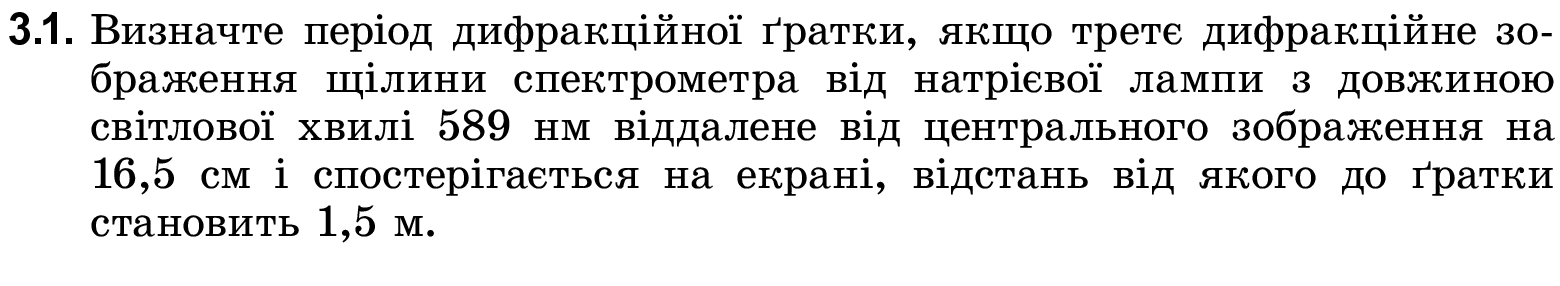 3.1. Визначте період дифракційної ґратки, якщо третє дифракційне зо-
браження щілини спектрометра від натрієвої лампи з довжиною
світлової хвилі 589 нм віддалене від центрального зображення на
16,5 см і спостерігається на екрані, відстань від якого до ґратки
становить 1,5 м.